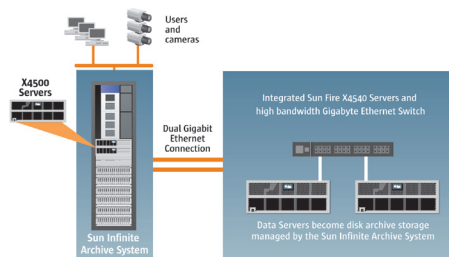 Users
and
cameras
X4500
Servers
Dual Gigabit
Ethernet
Connection
Sun Infinite
Archive System
Integrated Sun Fire X4540 Servers and
high bandwidth Gigabyte Ethernet Switch
Data Servers become disk archive storage
managed by the Sun Infinite Archive System